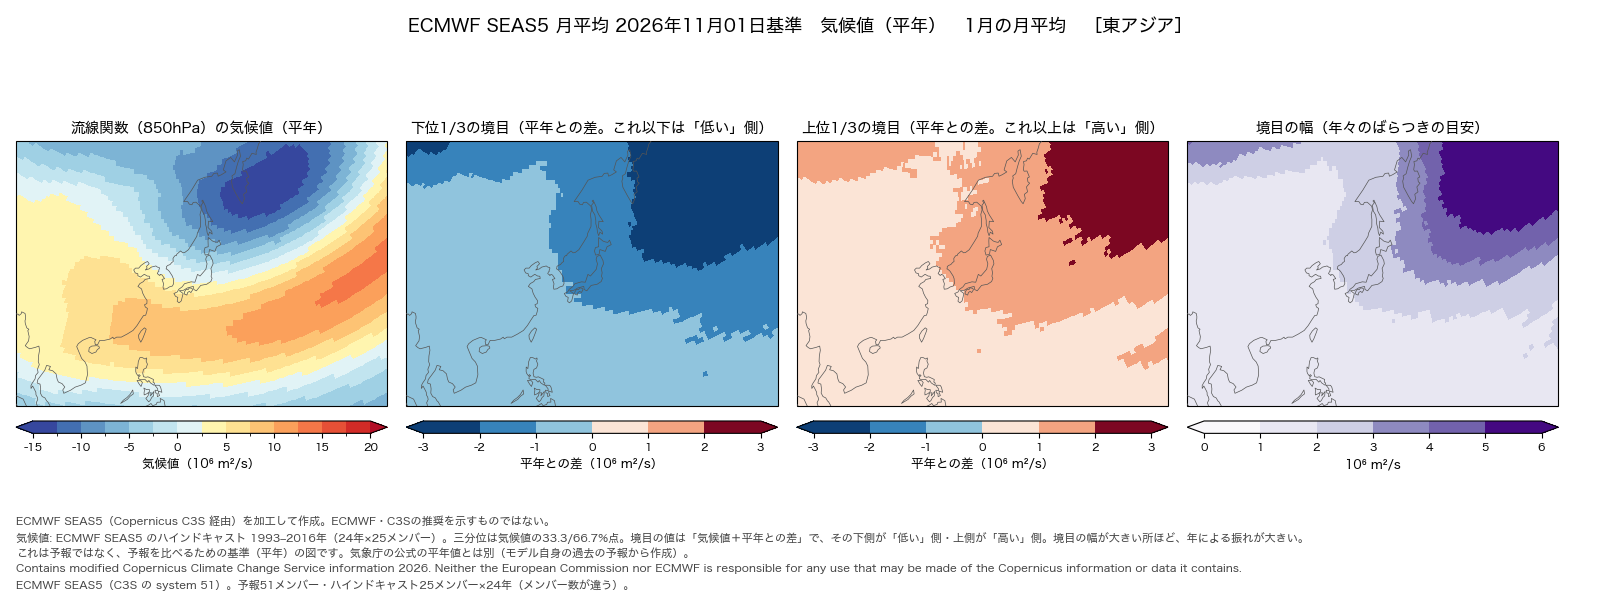 ECMWF SEAS5 月平均 2026年11月01日基準　気候値（平年）　1月の月平均　［東アジア］
流線関数（850hPa）の気候値（平年）
下位1/3の境目（平年との差。これ以下は「低い」側）
上位1/3の境目（平年との差。これ以上は「高い」側）
境目の幅（年々のばらつきの目安）
-15 -10 -5 0 5 10 15 20
気候値（10⁶ m²/s）
-3 -2 -1 0 1 2 3
平年との差（10⁶ m²/s）
-3 -2 -1 0 1 2 3
平年との差（10⁶ m²/s）
0 1 2 3 4 5 6
10⁶ m²/s
ECMWF SEAS5（Copernicus C3S 経由）を加工して作成。ECMWF・C3Sの推奨を示すものではない。
気候値: ECMWF SEAS5 のハインドキャスト 1993–2016年（24年×25メンバー）。三分位は気候値の33.3/66.7%点。境目の値は「気候値＋平年との差」で、その下側が「低い」側・上側が「高い」側。境目の幅が大きい所ほど、年による振れが大きい。
これは予報ではなく、予報を比べるための基準（平年）の図です。気象庁の公式の平年値とは別（モデル自身の過去の予報から作成）。
Contains modified Copernicus Climate Change Service information 2026. Neither the European Commission nor ECMWF is responsible for any use that may be made of the Copernicus information or data it contains.
ECMWF SEAS5（C3S の system 51）。予報51メンバー・ハインドキャスト25メンバー×24年（メンバー数が違う）。